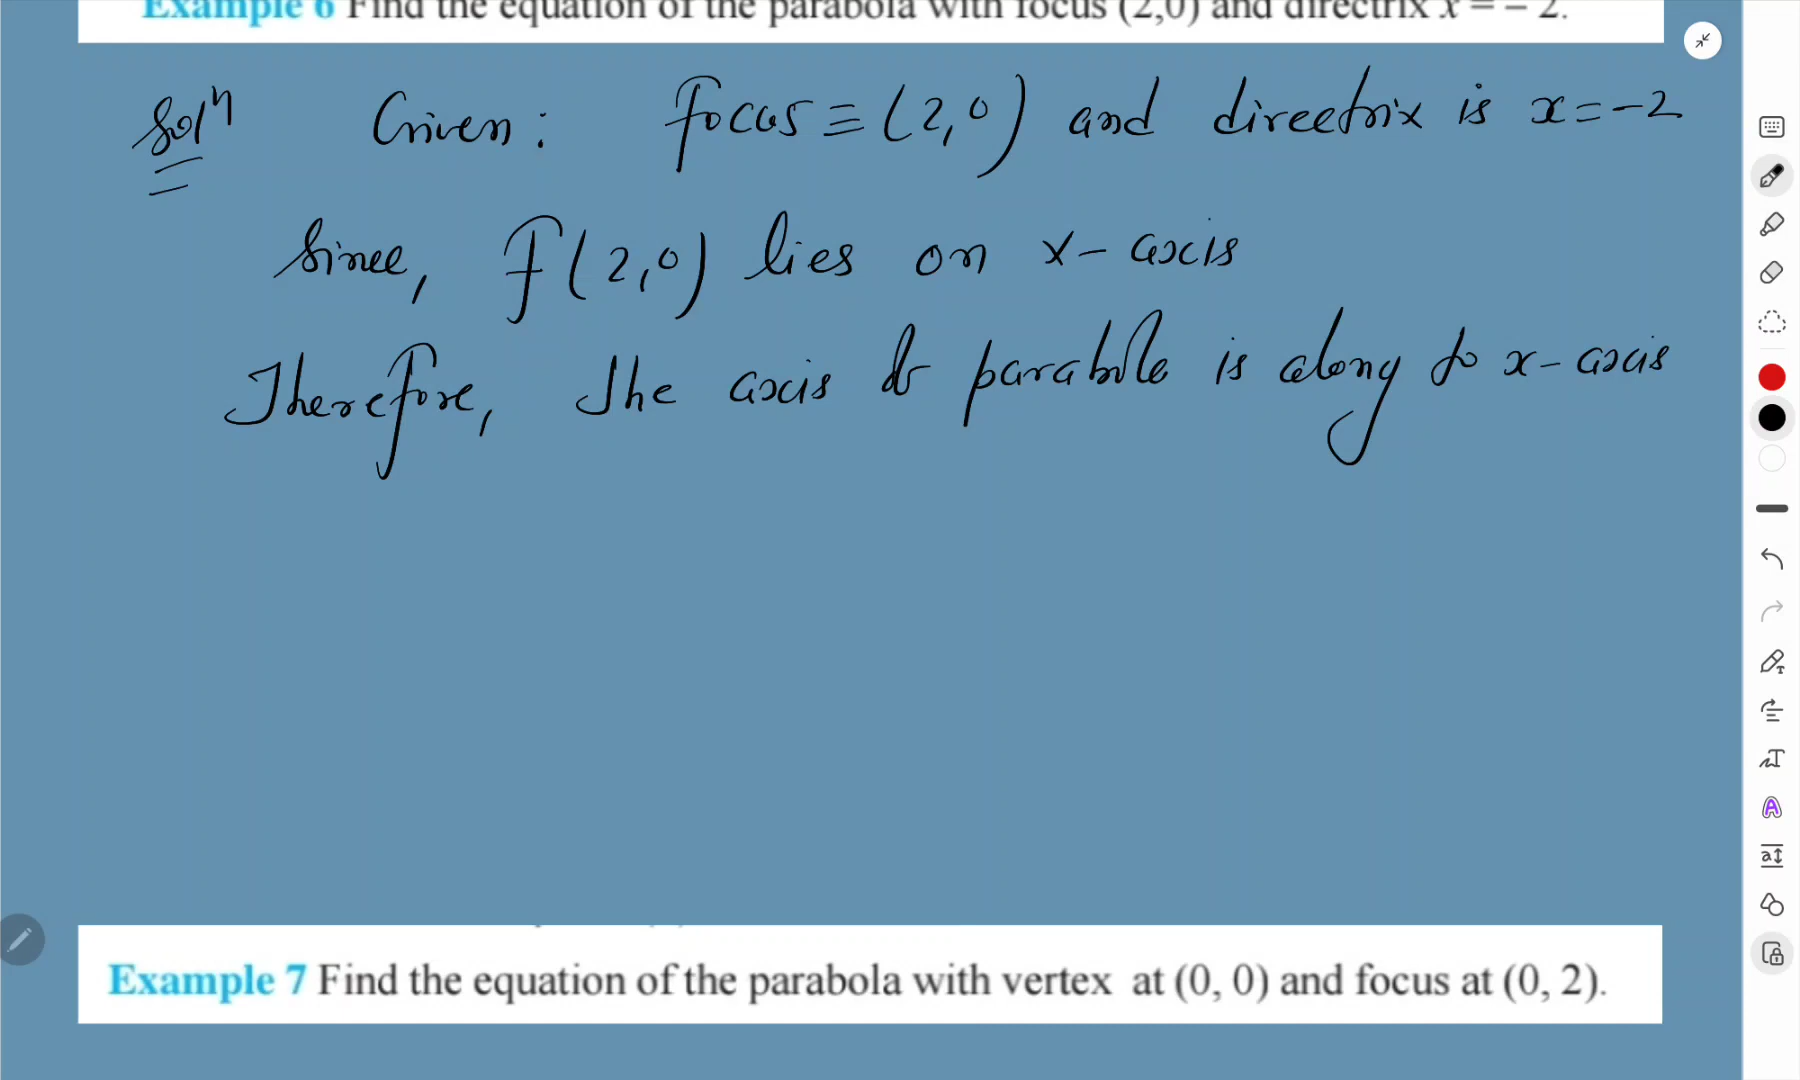 Example 6 Find the equation of the parabola with focus (2,0) and directrix x = – 2.
Solⁿ Given: focus ≡ (2,0) and directrix is x=-2
Since, F(2,0) lies on x-axis
Therefore, the axis of parabola is along to x-axis
Example 7 Find the equation of the parabola with vertex at (0, 0) and focus at (0, 2).